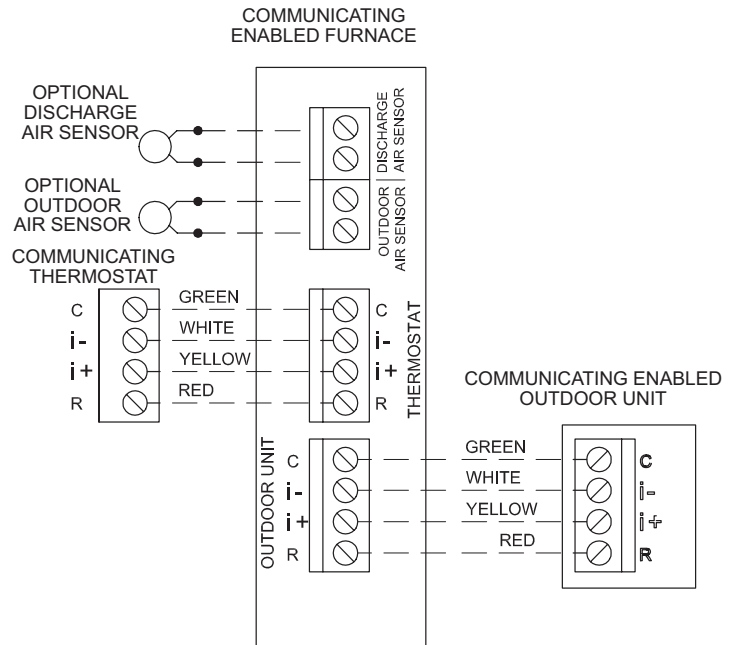 COMMUNICATING
ENABLED FURNACE
OPTIONAL
DISCHARGE
AIR SENSOR
DISCHARGE
AIR SENSOR
OPTIONAL
OUTDOOR
AIR SENSOR
OUTDOOR
AIR SENSOR
COMMUNICATING
THERMOSTAT
C GREEN C
i- WHITE i-
i+ YELLOW i+
R RED R
THERMOSTAT
COMMUNICATING ENABLED
OUTDOOR UNIT
OUTDOOR UNIT
C GREEN C
i- WHITE i-
i+ YELLOW i+
R RED R